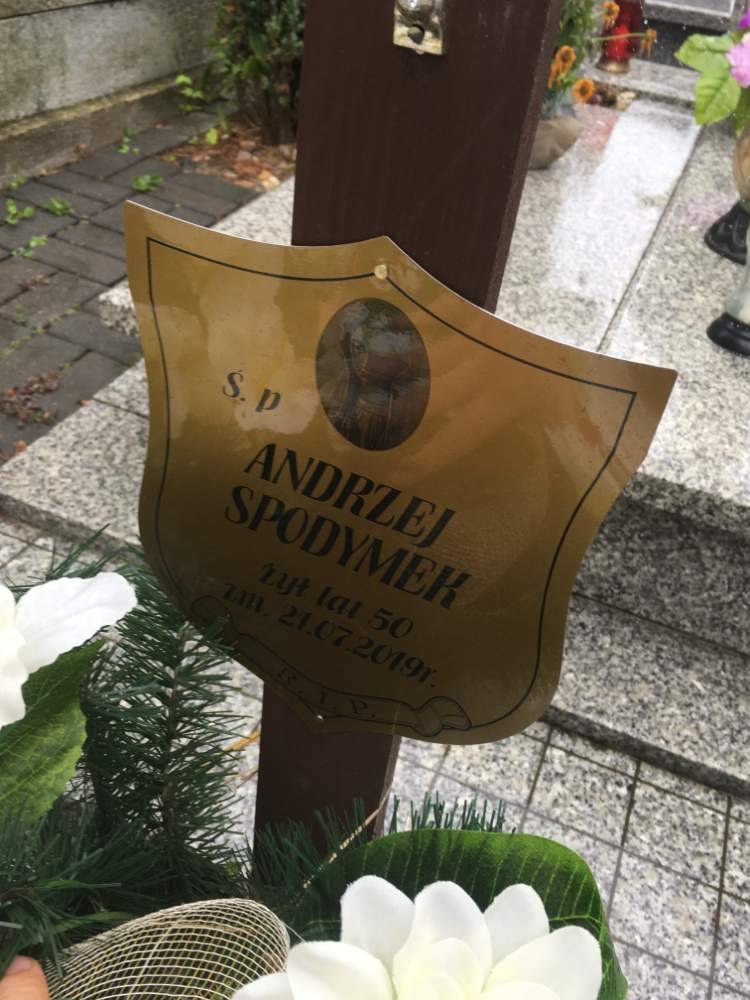 Ś. p
ANDRZEJ
SPODYMEK
żył lat 50
zm. 21.07.2019r.
R. I. P.